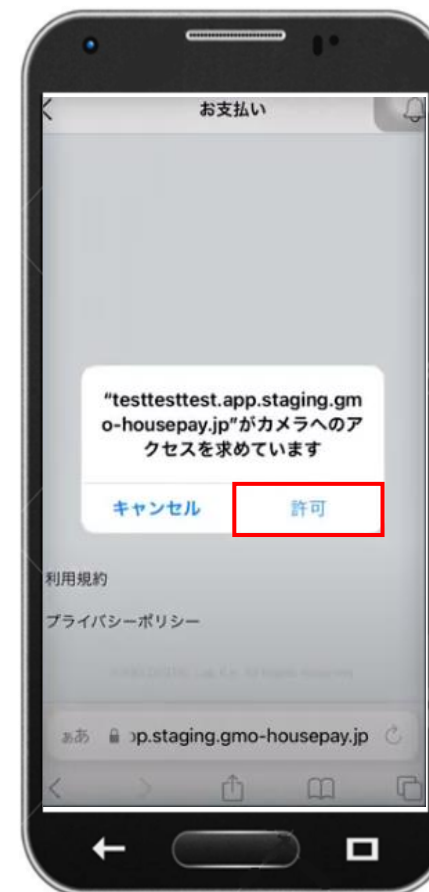 お支払い
“testtesttest.app.staging.gm
o-housepay.jp”がカメラへのア
クセスを求めています
キャンセル 許可
利用規約
プライバシーポリシー
ぁあ p.staging.gmo-housepay.jp